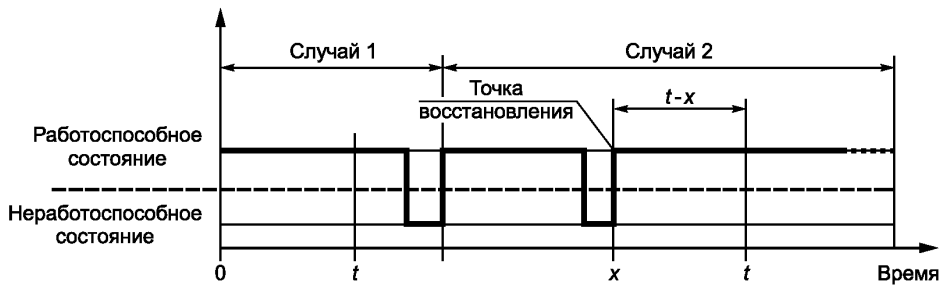 Случай 1
Случай 2
Точка
восстановления
t - x
Работоспособное
состояние
Неработоспособное
состояние
0
t
x
t
Время